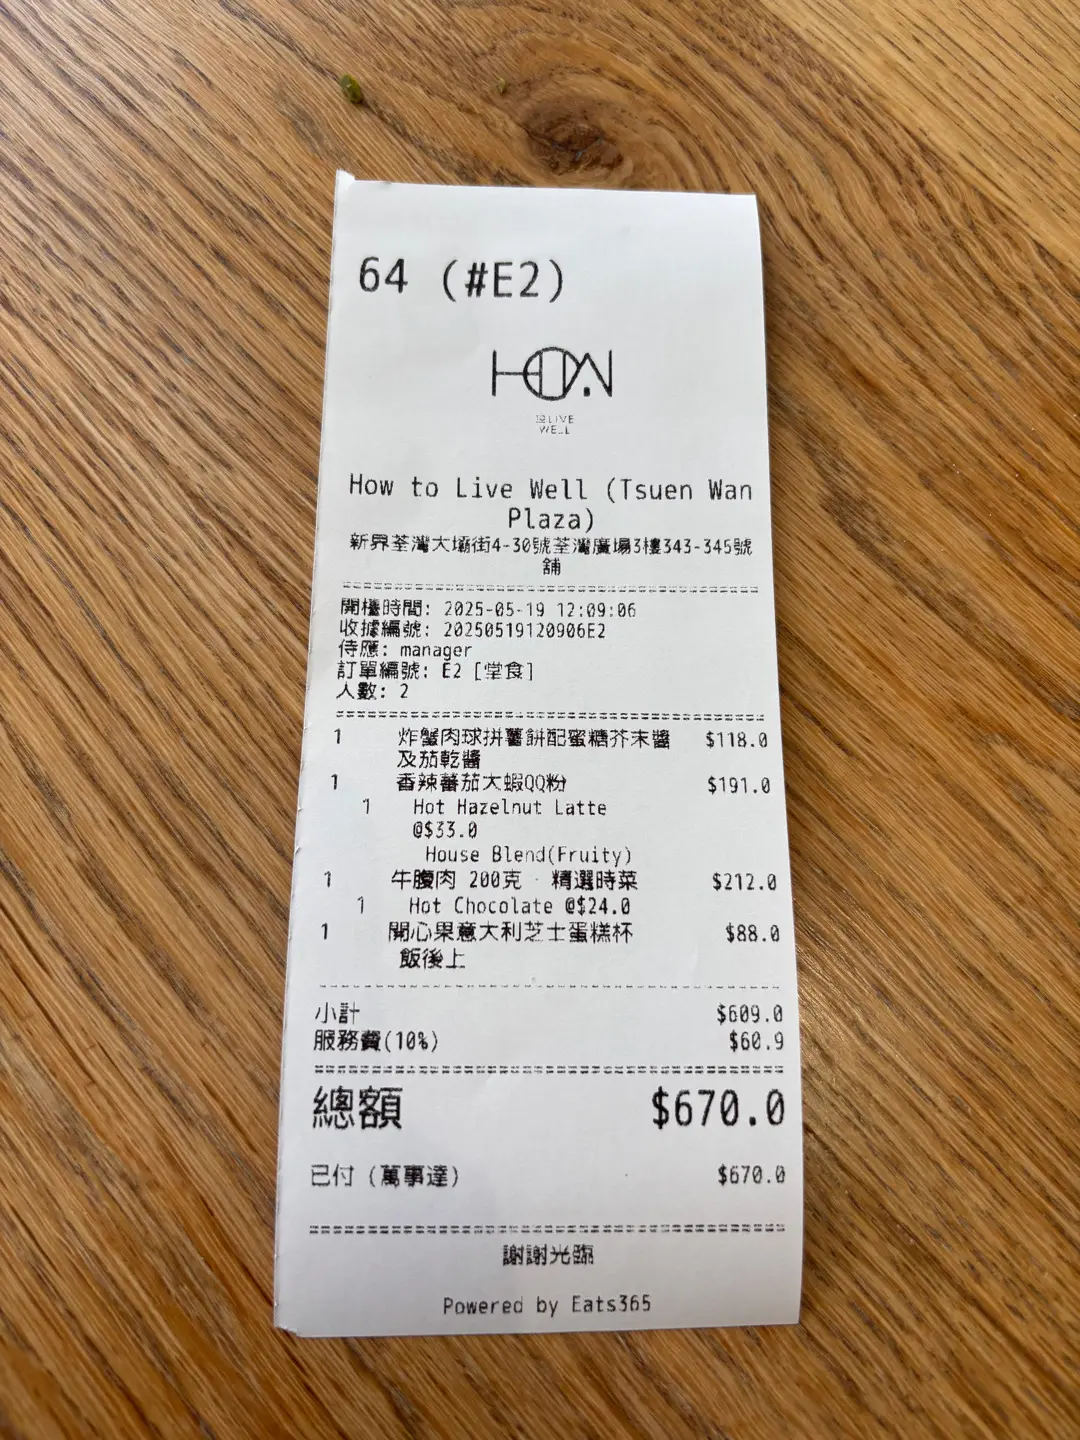 64 (#E2)
HOW
LIVE
WELL
How to Live Well (Tsuen Wan
Plaza)
新界荃灣大壩街4-30號荃灣廣場3樓343-345號
舖
開檯時間: 2025-05-19 12:09:06
收據編號: 20250519120906E2
侍應: manager
訂單編號: E2 [堂食]
人數: 2
1 炸蟹肉球拼薯餅配蜜糖芥末醬 $118.0
及茄乾醬
1 香辣蕃茄大蝦QQ粉 $191.0
1 Hot Hazelnut Latte
@$33.0
House Blend(Fruity)
1 牛腹肉 200克 · 精選時菜 $212.0
1 Hot Chocolate @$24.0
1 開心果意大利芝士蛋糕杯 $88.0
飯後上
小計 $609.0
服務費(10%) $60.9
總額 $670.0
已付 (萬事達) $670.0
謝謝光臨
Powered by Eats365